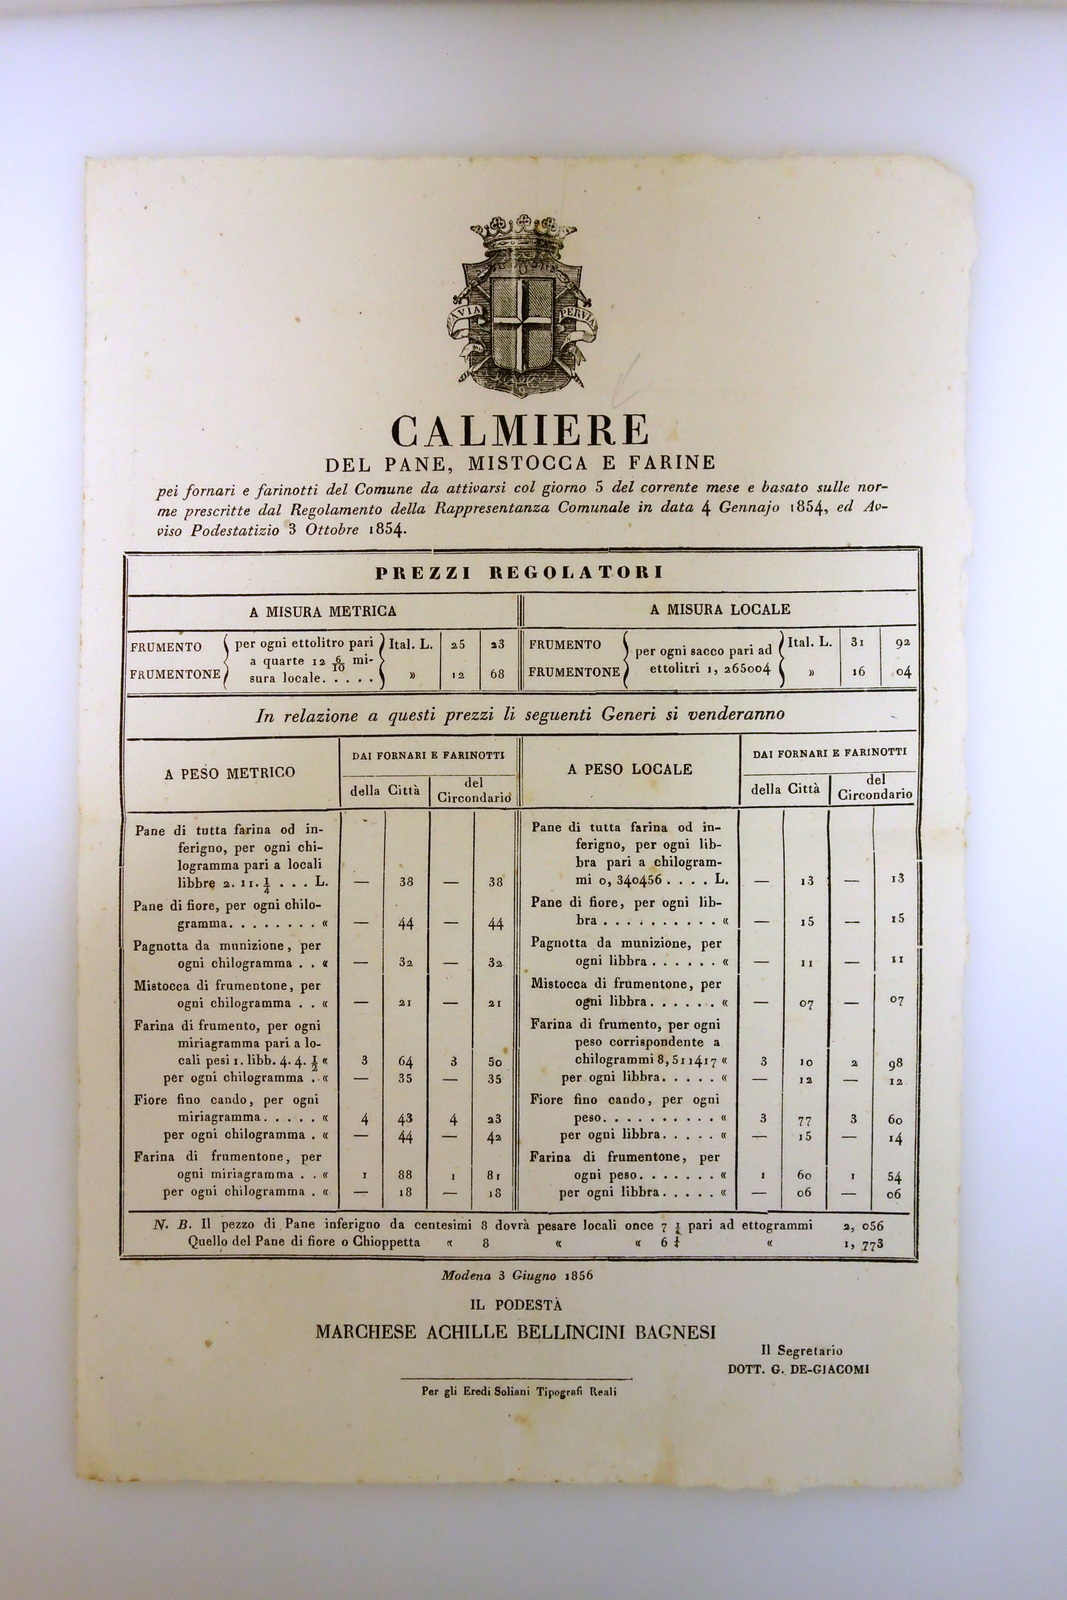 AVIA PERVIA
CALMIERE
DEL PANE, MISTOCCA E FARINE
pei fornari e farinotti del Comune da attivarsi col giorno 5 del corrente mese e basato sulle nor-
me prescritte dal Regolamento della Rappresentanza Comunale in data 4 Gennajo 1854, ed Av-
viso Podestatizio 3 Ottobre 1854.
PREZZI REGOLATORI
A MISURA METRICA
FRUMENTO
FRUMENTONE
per ogni ettolitro pari
a quarte 12 6/10 mi-
sura locale. . . . .
Ital. L. 25 23
» 12 68
A MISURA LOCALE
FRUMENTO
FRUMENTONE
per ogni sacco pari ad
ettolitri 1, 265004
Ital. L. 31 92
» 16 04
In relazione a questi prezzi li seguenti Generi si venderanno
A PESO METRICO
DAI FORNARI E FARINOTTI
della Città
del
Circondario
Pane di tutta farina od in-
ferigno, per ogni chi-
logramma pari a locali
libbre 2. 11. 1/4 . . . L. — 38 — 38
Pane di fiore, per ogni chilo-
gramma. . . . . . . . « — 44 — 44
Pagnotta da munizione, per
ogni chilogramma . . « — 32 — 32
Mistocca di frumentone, per
ogni chilogramma . . « — 21 — 21
Farina di frumento, per ogni
miriagramma pari a lo-
cali pesi 1. libb. 4. 4. 1/2 « 3 64 3 50
per ogni chilogramma . . « — 35 — 35
Fiore fino cando, per ogni
miriagramma. . . . . « 4 43 4 23
per ogni chilogramma . « — 44 — 42
Farina di frumentone, per
ogni miriagramma . . « 1 88 1 81
per ogni chilogramma . « — 18 — 18
A PESO LOCALE
DAI FORNARI E FARINOTTI
della Città
del
Circondario
Pane di tutta farina od in-
ferigno, per ogni lib-
bra pari a chilogram-
mi 0, 340456 . . . . L. — 13 — 13
Pane di fiore, per ogni lib-
bra . . . . . . . . . . « — 15 — 15
Pagnotta da munizione, per
ogni libbra . . . . . . « — 11 — 11
Mistocca di frumentone, per
ogni libbra. . . . . . « — 07 — 07
Farina di frumento, per ogni
peso corrispondente a
chilogrammi 8, 511417 « 3 10 2 98
per ogni libbra. . . . . « — 12 — 12
Fiore fino cando, per ogni
peso. . . . . . . . . . « 3 77 3 60
per ogni libbra. . . . . « — 15 — 14
Farina di frumentone, per
ogni peso. . . . . . . « 1 60 1 54
per ogni libbra. . . . . « — 06 — 06
N. B. Il pezzo di Pane inferigno da centesimi 8 dovrà pesare locali once 7 1/4 pari ad ettogrammi 2, 056
Quello del Pane di fiore o Chioppetta « 8 « « 6 1/4 « 1, 773
Modena 3 Giugno 1856
IL PODESTÀ
MARCHESE ACHILLE BELLINCINI BAGNESI
Il Segretario
DOTT. G. DE-GIACOMI
Per gli Eredi Soliani Tipografi Reali